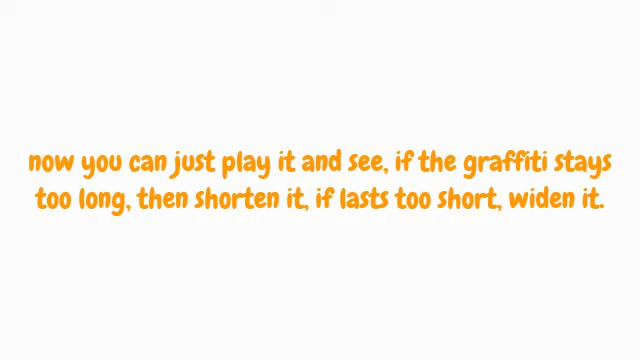 now you can just play it and see, if the graffiti stays
too long, then shorten it, if lasts too short, widen it.